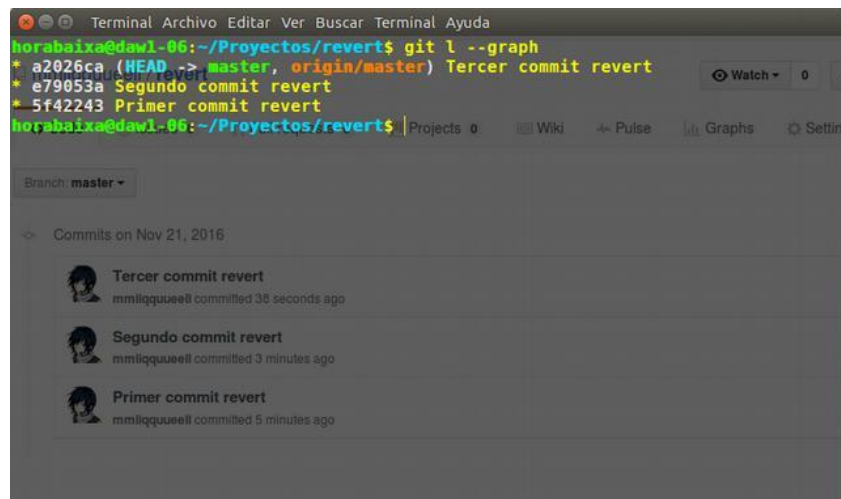 Terminal Archivo Editar Ver Buscar Terminal Ayuda
horabaixa@daw1-06:~/Proyectos/revert$ git l --graph
* a2026ca (HEAD -> master, origin/master) Tercer commit revert
* e79053a Segundo commit revert
* 5f42243 Primer commit revert
horabaixa@daw1-06:~/Proyectos/revert$
mmiiqquueell / revert
Watch 0
Projects 0 Wiki Pulse Graphs
Branch: master
Commits on Nov 21, 2016
Tercer commit revert
mmiiqquueell committed 38 seconds ago
Segundo commit revert
mmiiqquueell committed 3 minutes ago
Primer commit revert
mmiiqquueell committed 5 minutes ago